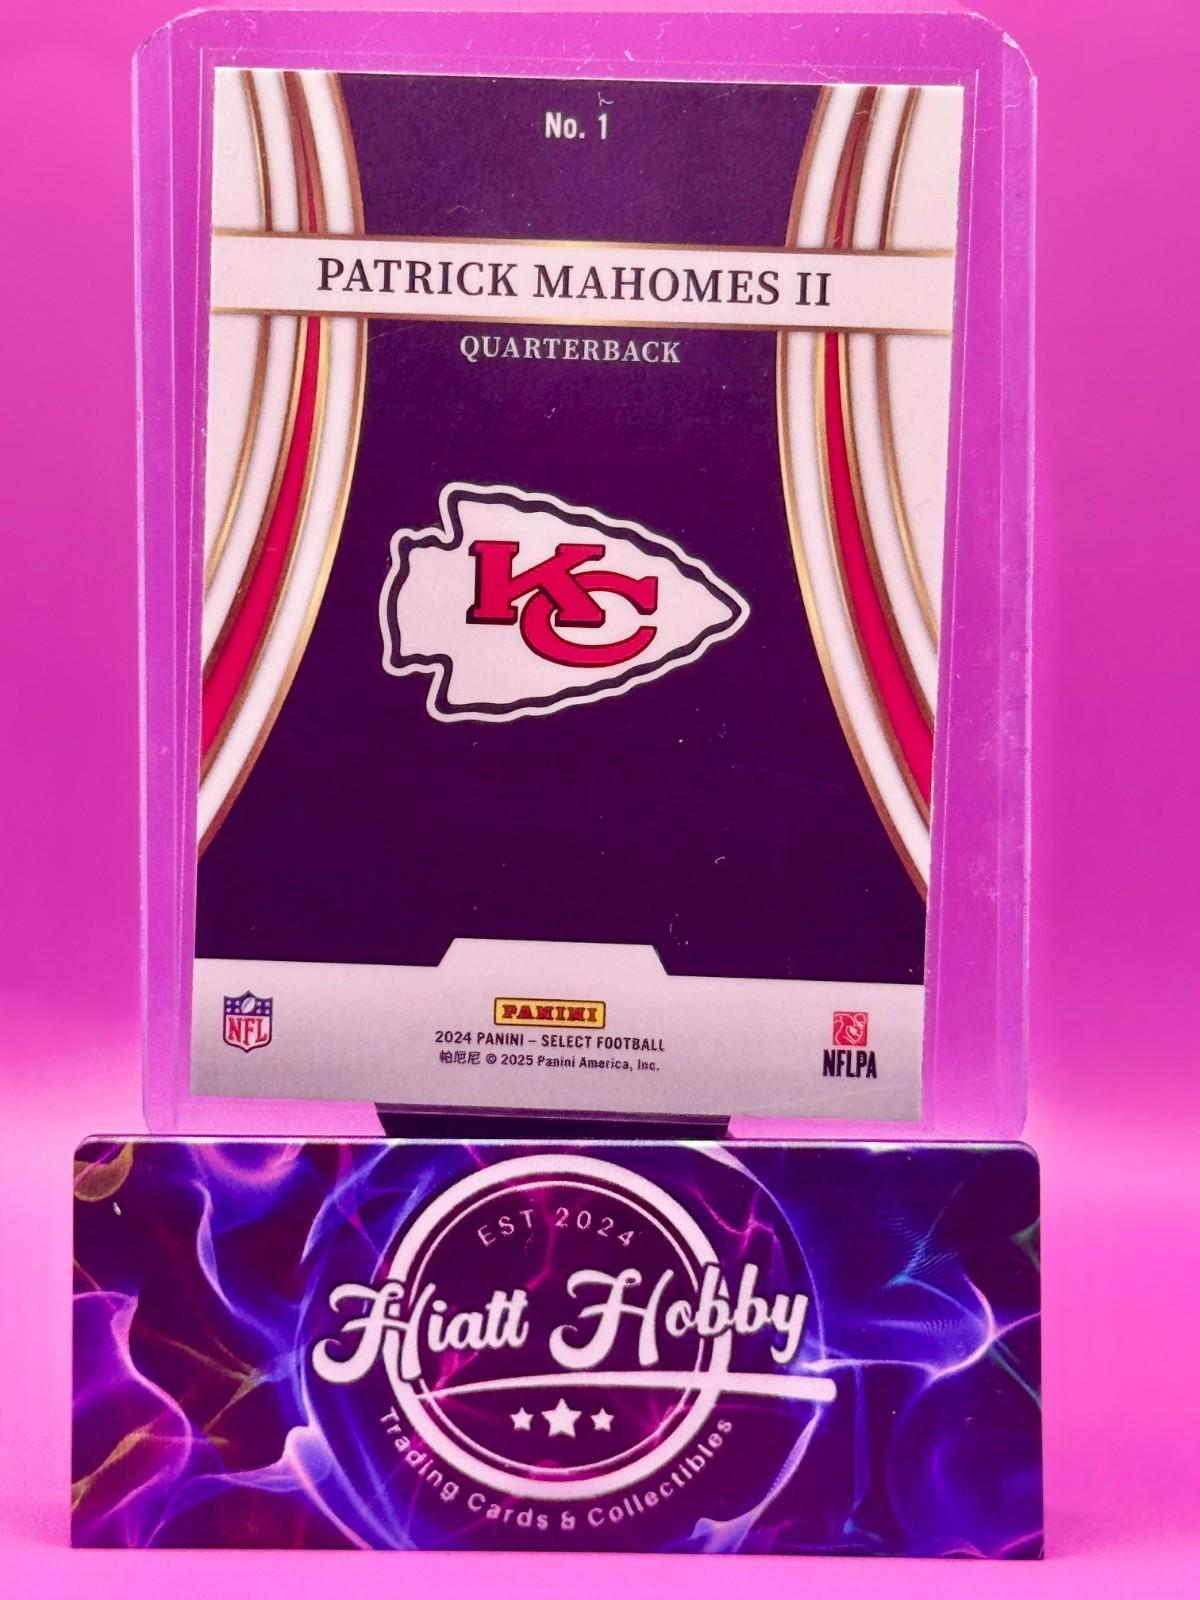 No. 1
PATRICK MAHOMES II
QUARTERBACK
KC
NFL
PANINI
2024 PANINI – SELECT FOOTBALL
帕尼尼 © 2025 Panini America, Inc.
NFLPA
EST 2024
Hiatt Hobby
Trading Cards & Collectibles